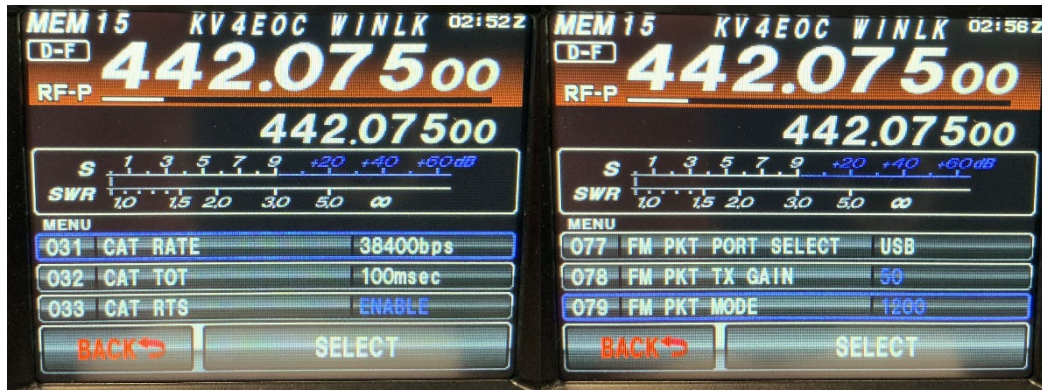 MEM 15 KV4EOC WINLK 02:52Z
D-F
442.07500
RF-P
442.07500
S 1 3 5 7 9 +20 +40 +60dB
SWR 1.0 1.5 2.0 3.0 5.0 ∞
MENU
031 CAT RATE 38400bps
032 CAT TOT 100msec
033 CAT RTS ENABLE
BACK SELECT
MEM 15 KV4EOC WINLK 02:56Z
D-F
442.07500
RF-P
442.07500
S 1 3 5 7 9 +20 +40 +60dB
SWR 1.0 1.5 2.0 3.0 5.0 ∞
MENU
077 FM PKT PORT SELECT USB
078 FM PKT TX GAIN 50
079 FM PKT MODE 1200
BACK SELECT